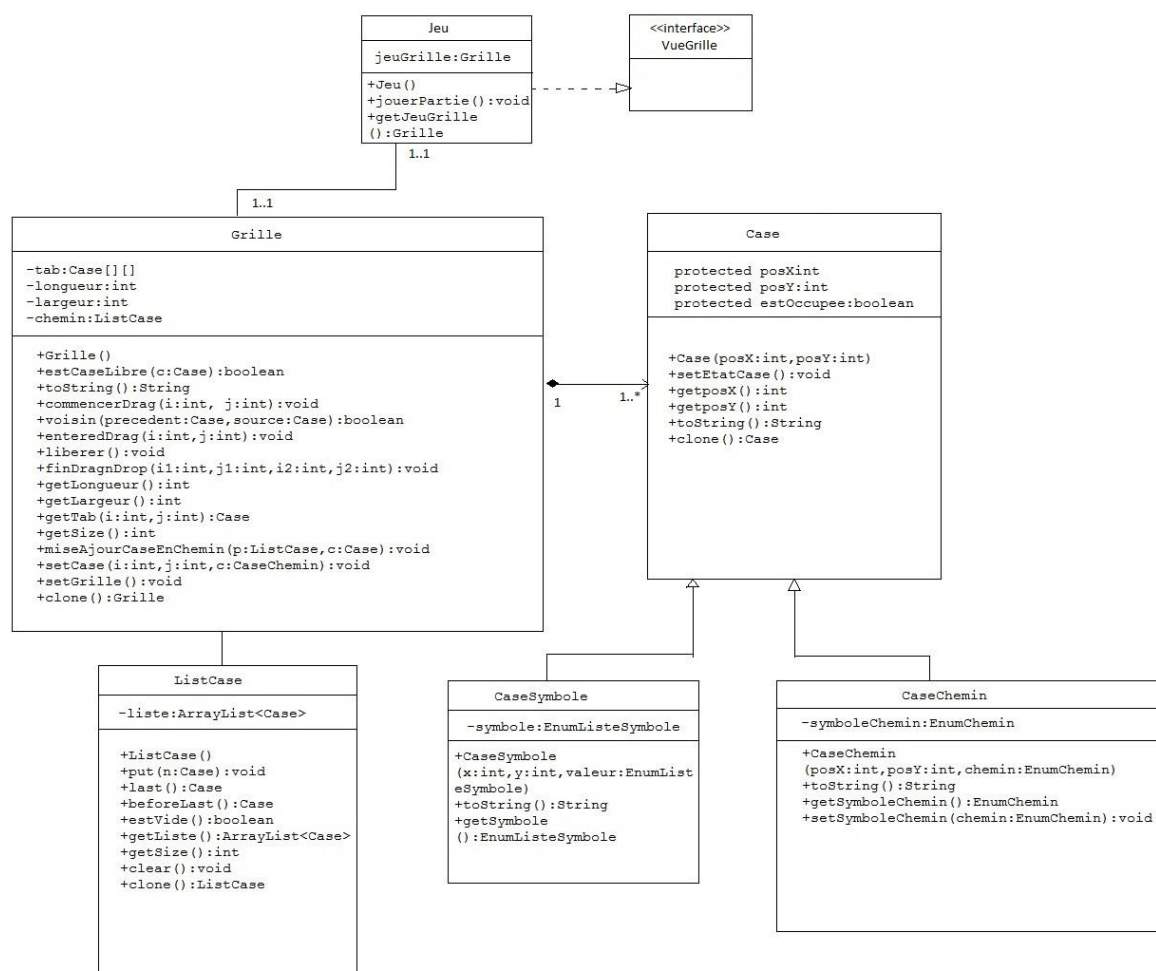 Jeu
jeuGrille:Grille
+Jeu()
+jouerPartie():void
+getJeuGrille
():Grille
<<interface>>
VueGrille
1..1
1..1
Grille
-tab:Case[][]
-longueur:int
-largeur:int
-chemin:ListCase
+Grille()
+estCaseLibre(c:Case):boolean
+toString():String
+commencerDrag(i:int, j:int):void
+voisin(precedent:Case,source:Case):boolean
+enteredDrag(i:int,j:int):void
+liberer():void
+finDragnDrop(i1:int,j1:int,i2:int,j2:int):void
+getLongueur():int
+getLargeur():int
+getTab(i:int,j:int):Case
+getSize():int
+miseAjourCaseEnChemin(p:ListCase,c:Case):void
+setCase(i:int,j:int,c:CaseChemin):void
+setGrille():void
+clone():Grille
1
1..*
Case
protected posXint
protected posY:int
protected estOccupee:boolean
+Case(posX:int,posY:int)
+setEtatCase():void
+getposX():int
+getposY():int
+toString():String
+clone():Case
ListCase
-liste:ArrayList<Case>
+ListCase()
+put(n:Case):void
+last():Case
+beforeLast():Case
+estVide():boolean
+getListe():ArrayList<Case>
+getSize():int
+clear():void
+clone():ListCase
CaseSymbole
-symbole:EnumListeSymbole
+CaseSymbole
(x:int,y:int,valeur:EnumList
eSymbole)
+toString():String
+getSymbole
():EnumListeSymbole
CaseChemin
-symboleChemin:EnumChemin
+CaseChemin
(posX:int,posY:int,chemin:EnumChemin)
+toString():String
+getSymboleChemin():EnumChemin
+setSymboleChemin(chemin:EnumChemin):void